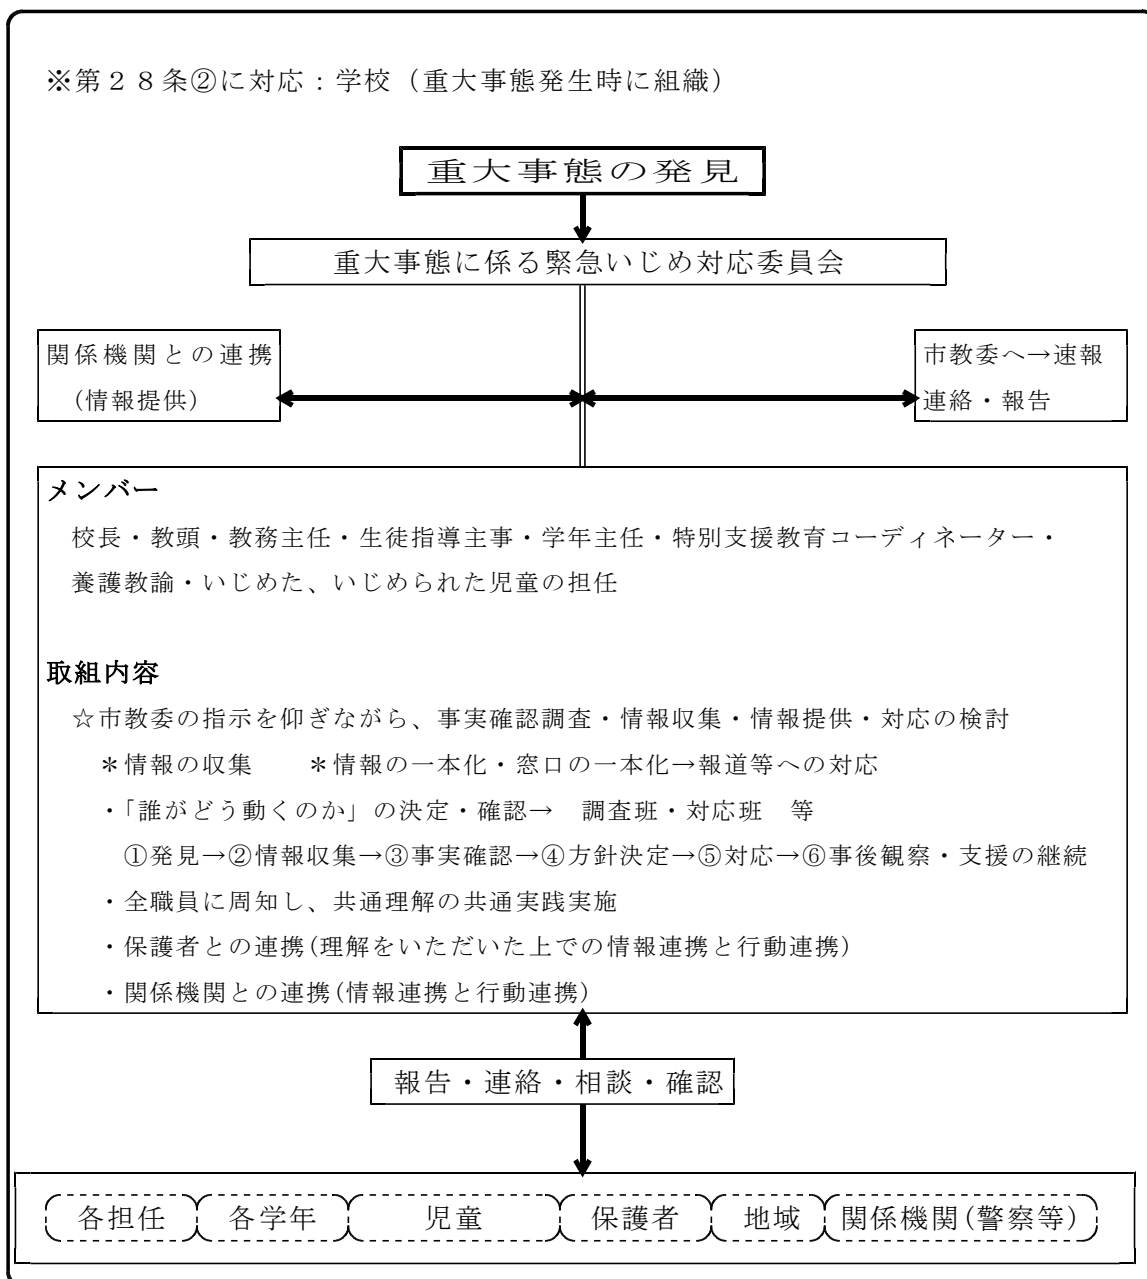 ※第２８条②に対応：学校（重大事態発生時に組織）
重大事態の発見
重大事態に係る緊急いじめ対応委員会
関係機関との連携
（情報提供）
市教委へ→速報
連絡・報告
メンバー
校長・教頭・教務主任・生徒指導主事・学年主任・特別支援教育コーディネーター・
養護教諭・いじめた、いじめられた児童の担任
取組内容
☆市教委の指示を仰ぎながら、事実確認調査・情報収集・情報提供・対応の検討
＊情報の収集　　＊情報の一本化・窓口の一本化→報道等への対応
・「誰がどう動くのか」の決定・確認→　調査班・対応班　等
①発見→②情報収集→③事実確認→④方針決定→⑤対応→⑥事後観察・支援の継続
・全職員に周知し、共通理解の共通実践実施
・保護者との連携(理解をいただいた上での情報連携と行動連携)
・関係機関との連携(情報連携と行動連携)
報告・連絡・相談・確認
各担任　各学年　児童　保護者　地域　関係機関(警察等)